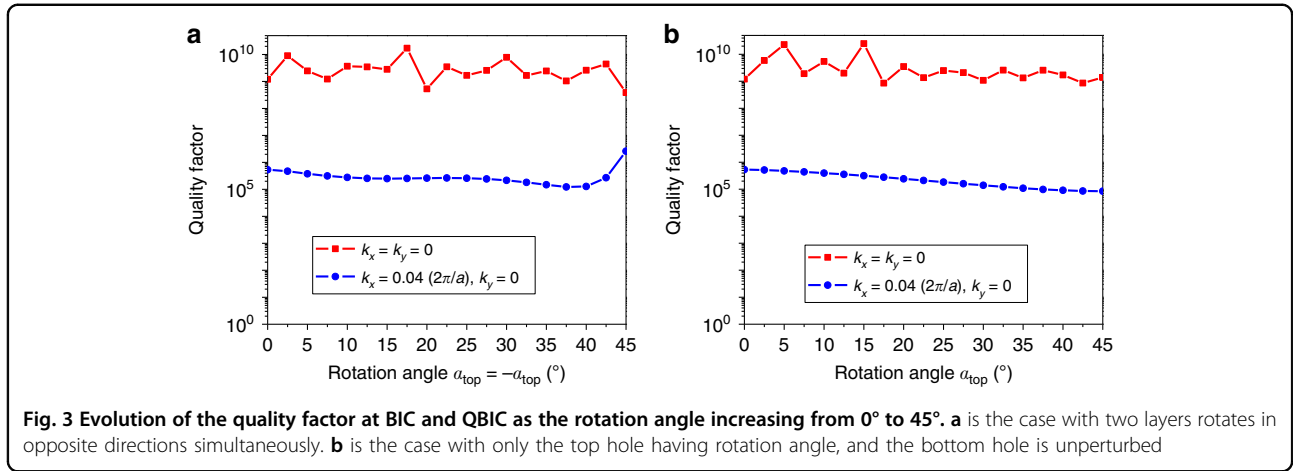 a
10^10
10^5
10^0
Quality factor
k_x = k_y = 0
k_x = 0.04 (2π/a), k_y = 0
0 5 10 15 20 25 30 35 40 45
Rotation angle α_top = −α_top (°)
b
10^10
10^5
10^0
Quality factor
k_x = k_y = 0
k_x = 0.04 (2π/a), k_y = 0
0 5 10 15 20 25 30 35 40 45
Rotation angle α_top (°)
Fig. 3 Evolution of the quality factor at BIC and QBIC as the rotation angle increasing from 0° to 45°. a is the case with two layers rotates in
opposite directions simultaneously. b is the case with only the top hole having rotation angle, and the bottom hole is unperturbed